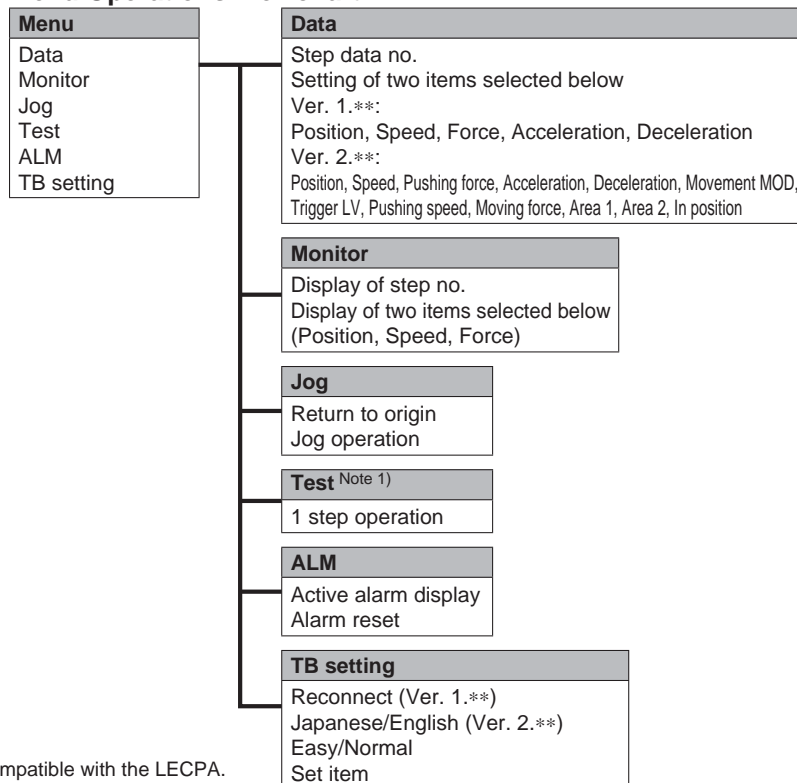 Menu
Data
Monitor
Jog
Test
ALM
TB setting
Data
Step data no.
Setting of two items selected below
Ver. 1.∗∗:
Position, Speed, Force, Acceleration, Deceleration
Ver. 2.∗∗:
Position, Speed, Pushing force, Acceleration, Deceleration, Movement MOD,
Trigger LV, Pushing speed, Moving force, Area 1, Area 2, In position
Monitor
Display of step no.
Display of two items selected below
(Position, Speed, Force)
Jog
Return to origin
Jog operation
Test Note 1)
1 step operation
ALM
Active alarm display
Alarm reset
TB setting
Reconnect (Ver. 1.∗∗)
Japanese/English (Ver. 2.∗∗)
Easy/Normal
Set item
mpatible with the LECPA.